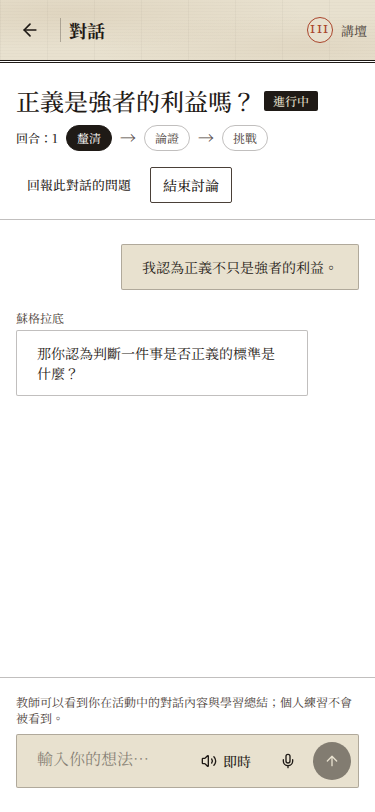 對話
III 講壇
正義是強者的利益嗎？ 進行中
回合：1 釐清 → 論證 → 挑戰
回報此對話的問題 結束討論
我認為正義不只是強者的利益。
蘇格拉底
那你認為判斷一件事是否正義的標準是
什麼？
教師可以看到你在活動中的對話內容與學習總結；個人練習不會
被看到。
輸入你的想法⋯ 即時